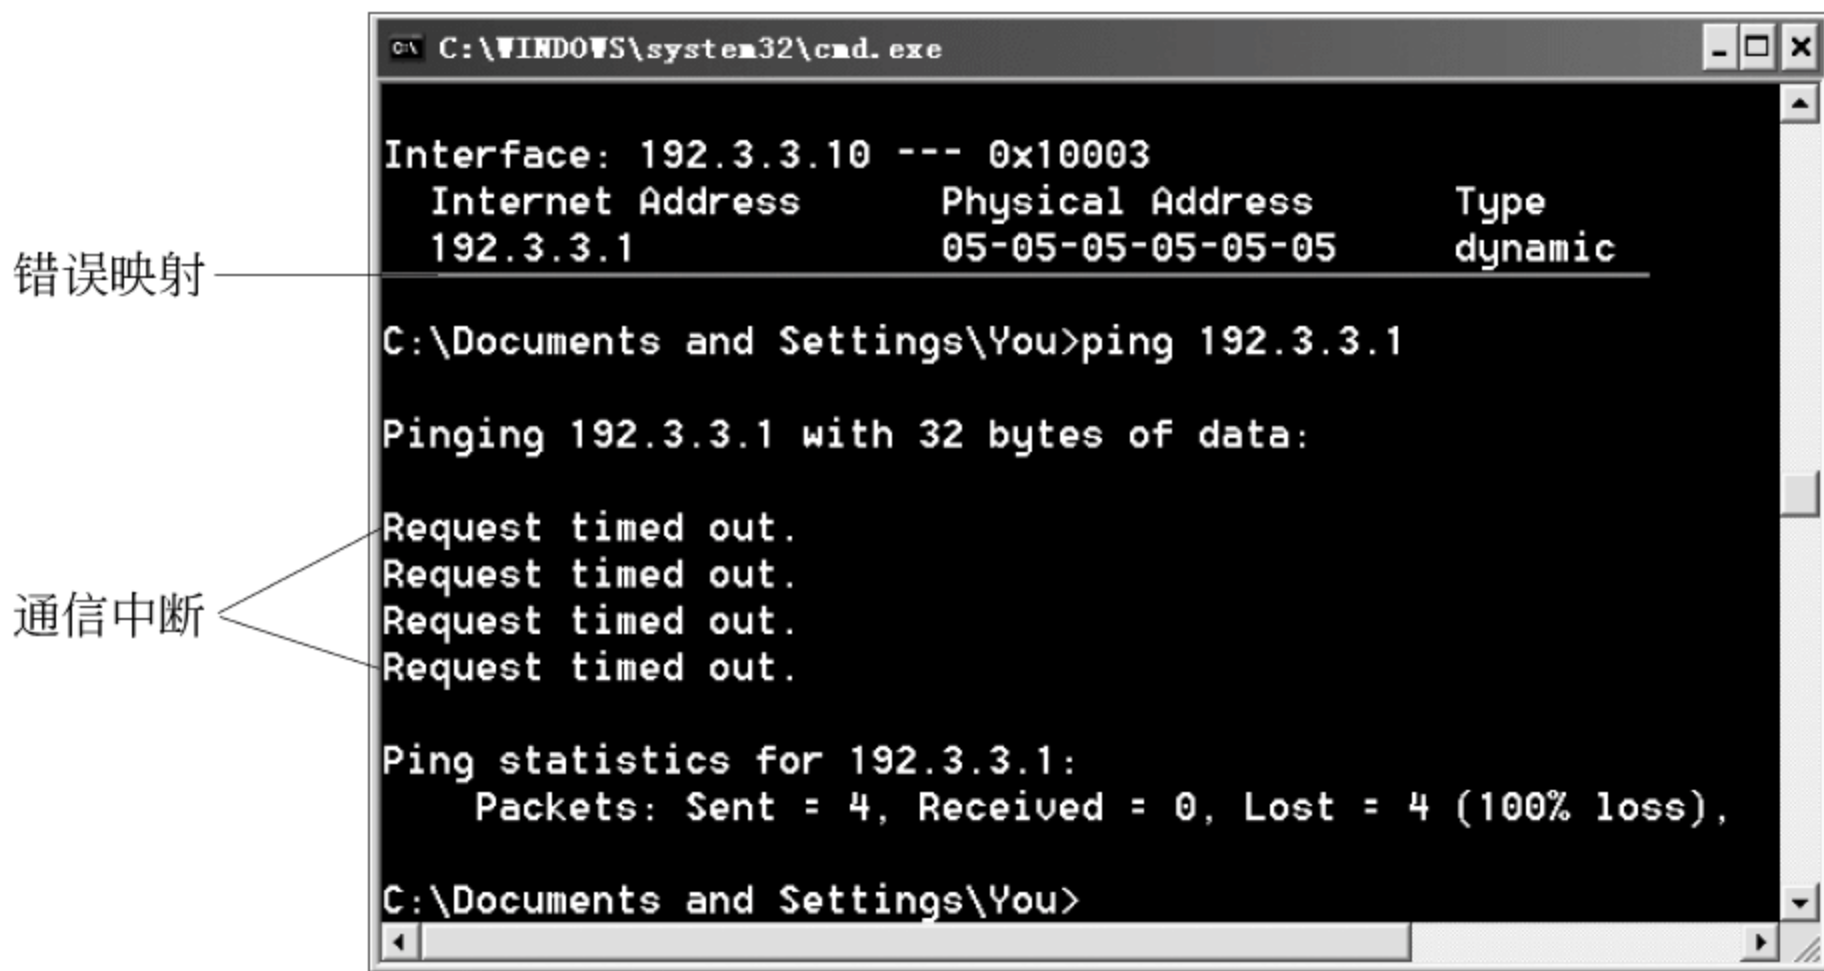 C:\WINDOWS\system32\cmd.exe
Interface: 192.3.3.10 --- 0x10003
Internet Address Physical Address Type
192.3.3.1 05-05-05-05-05-05 dynamic
错误映射
C:\Documents and Settings\You>ping 192.3.3.1
Pinging 192.3.3.1 with 32 bytes of data:
Request timed out.
Request timed out.
通信中断
Request timed out.
Request timed out.
Ping statistics for 192.3.3.1:
Packets: Sent = 4, Received = 0, Lost = 4 (100% loss),
C:\Documents and Settings\You>